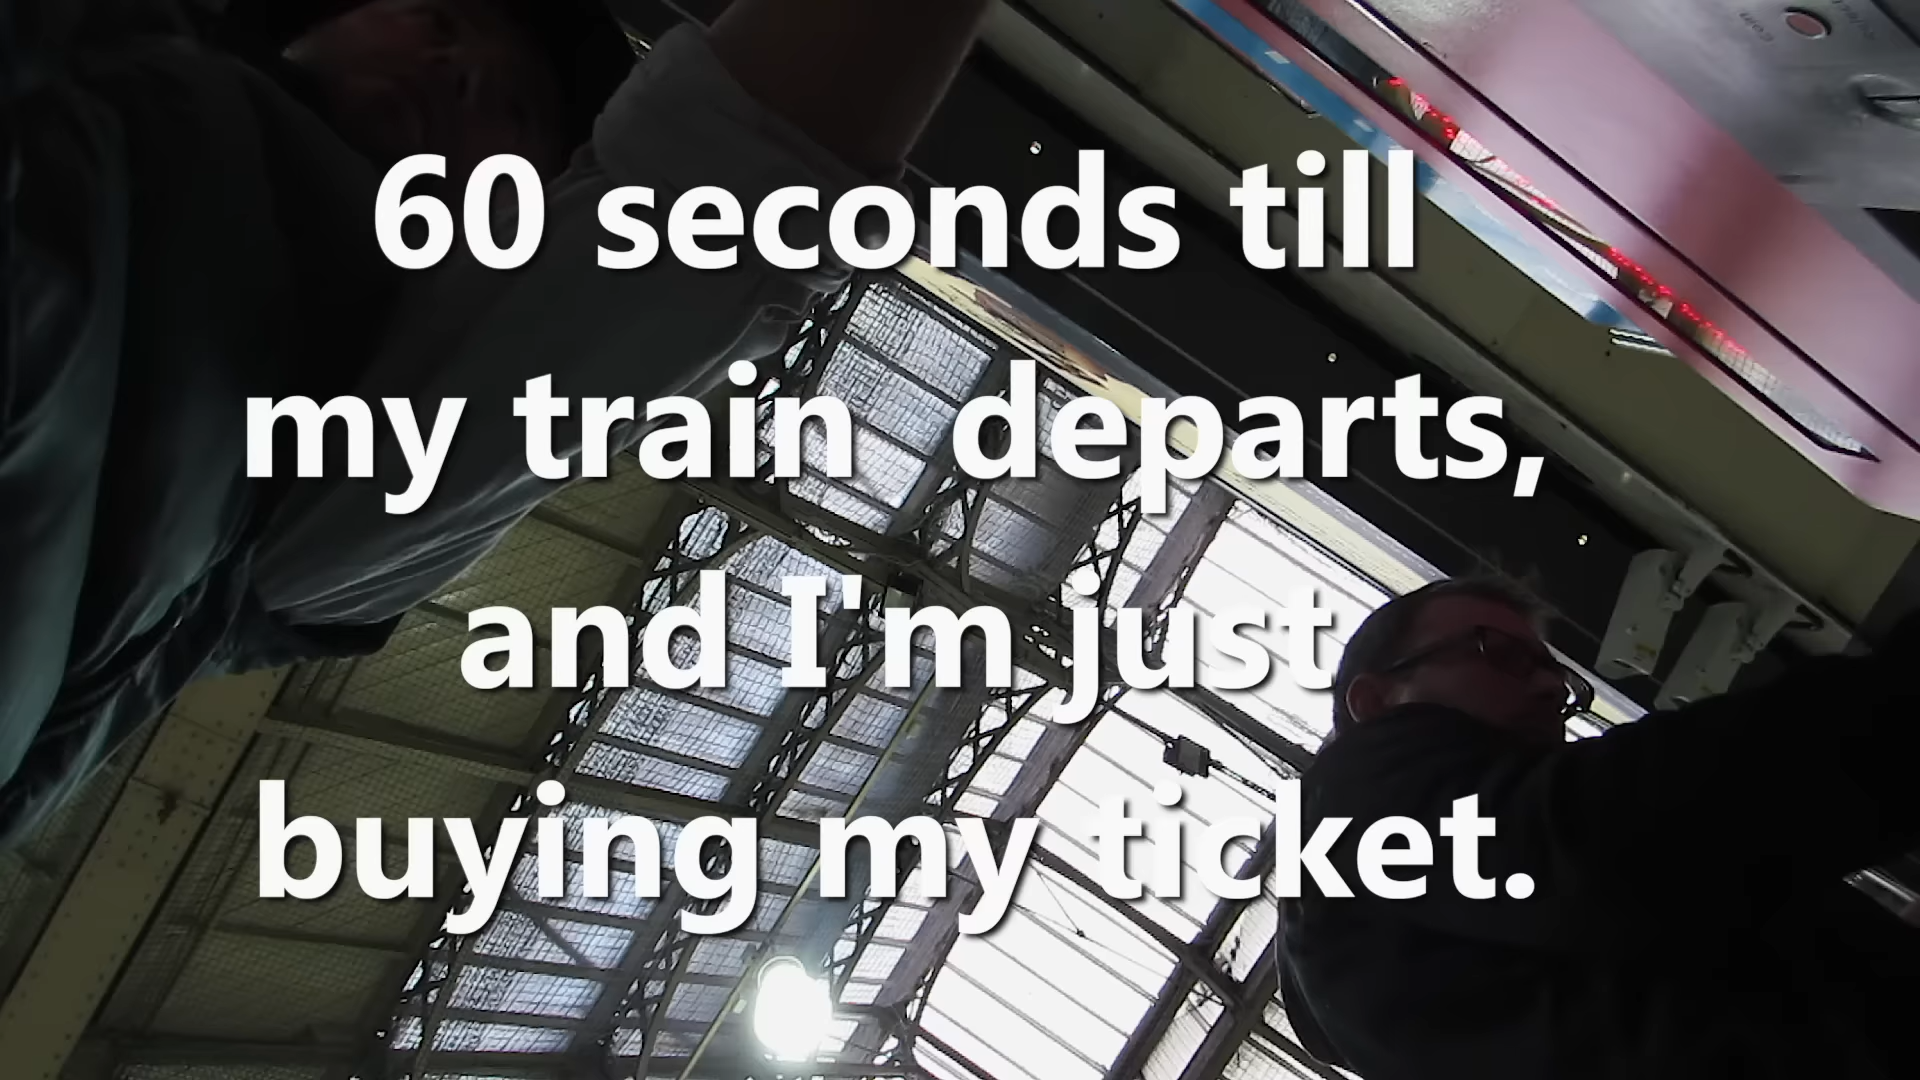 60 seconds till
my train departs,
and I'm just
buying my ticket.